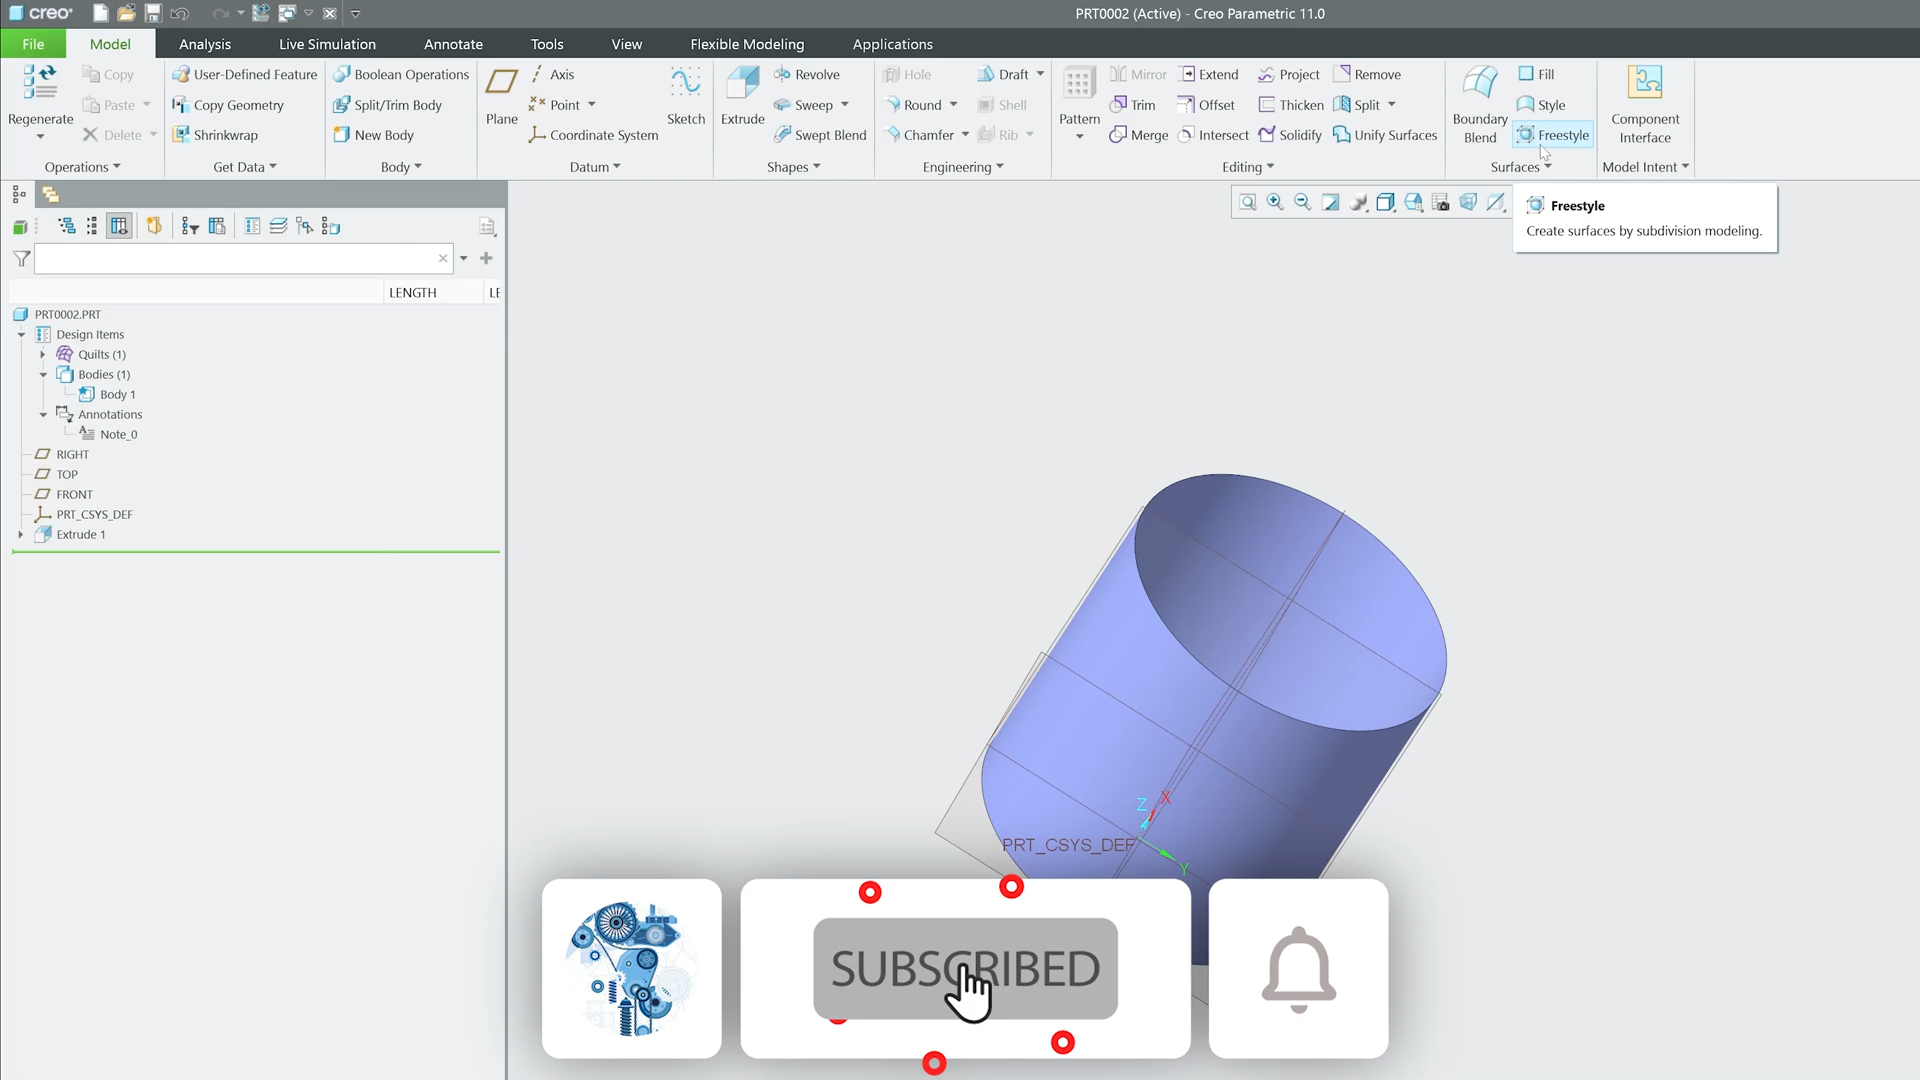 creo®
PRT0002 (Active) - Creo Parametric 11.0
File Model Analysis Live Simulation Annotate Tools View Flexible Modeling Applications
Regenerate
Copy
Paste
Delete
Operations
User-Defined Feature
Copy Geometry
Shrinkwrap
Get Data
Boolean Operations
Split/Trim Body
New Body
Body
Plane
Axis
Point
Coordinate System
Sketch
Datum
Extrude
Revolve
Sweep
Swept Blend
Shapes
Hole
Round
Chamfer
Draft
Shell
Rib
Engineering
Pattern
Mirror
Trim
Merge
Extend
Offset
Intersect
Project
Thicken
Solidify
Remove
Split
Unify Surfaces
Editing
Boundary
Blend
Fill
Style
Freestyle
Surfaces
Component
Interface
Model Intent
Freestyle
Create surfaces by subdivision modeling.
LENGTH LE
PRT0002.PRT
Design Items
Quilts (1)
Bodies (1)
Body 1
Annotations
Note_0
RIGHT
TOP
FRONT
PRT_CSYS_DEF
Extrude 1
Z X
PRT_CSYS_DEF
Y
SUBSCRIBED